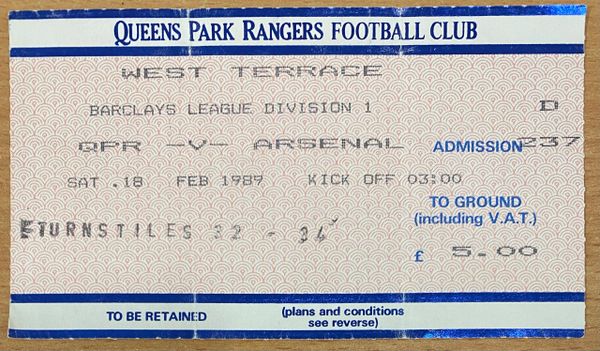 QUEENS PARK RANGERS FOOTBALL CLUB
WEST TERRACE
BARCLAYS LEAGUE DIVISION 1 D
QPR -V- ARSENAL ADMISSION 237
SAT .18 FEB 1989 KICK OFF 03:00
TO GROUND
(including V.A.T.)
ETURNSTILES 32 - 34
£ 5.00
TO BE RETAINED
(plans and conditions
see reverse)